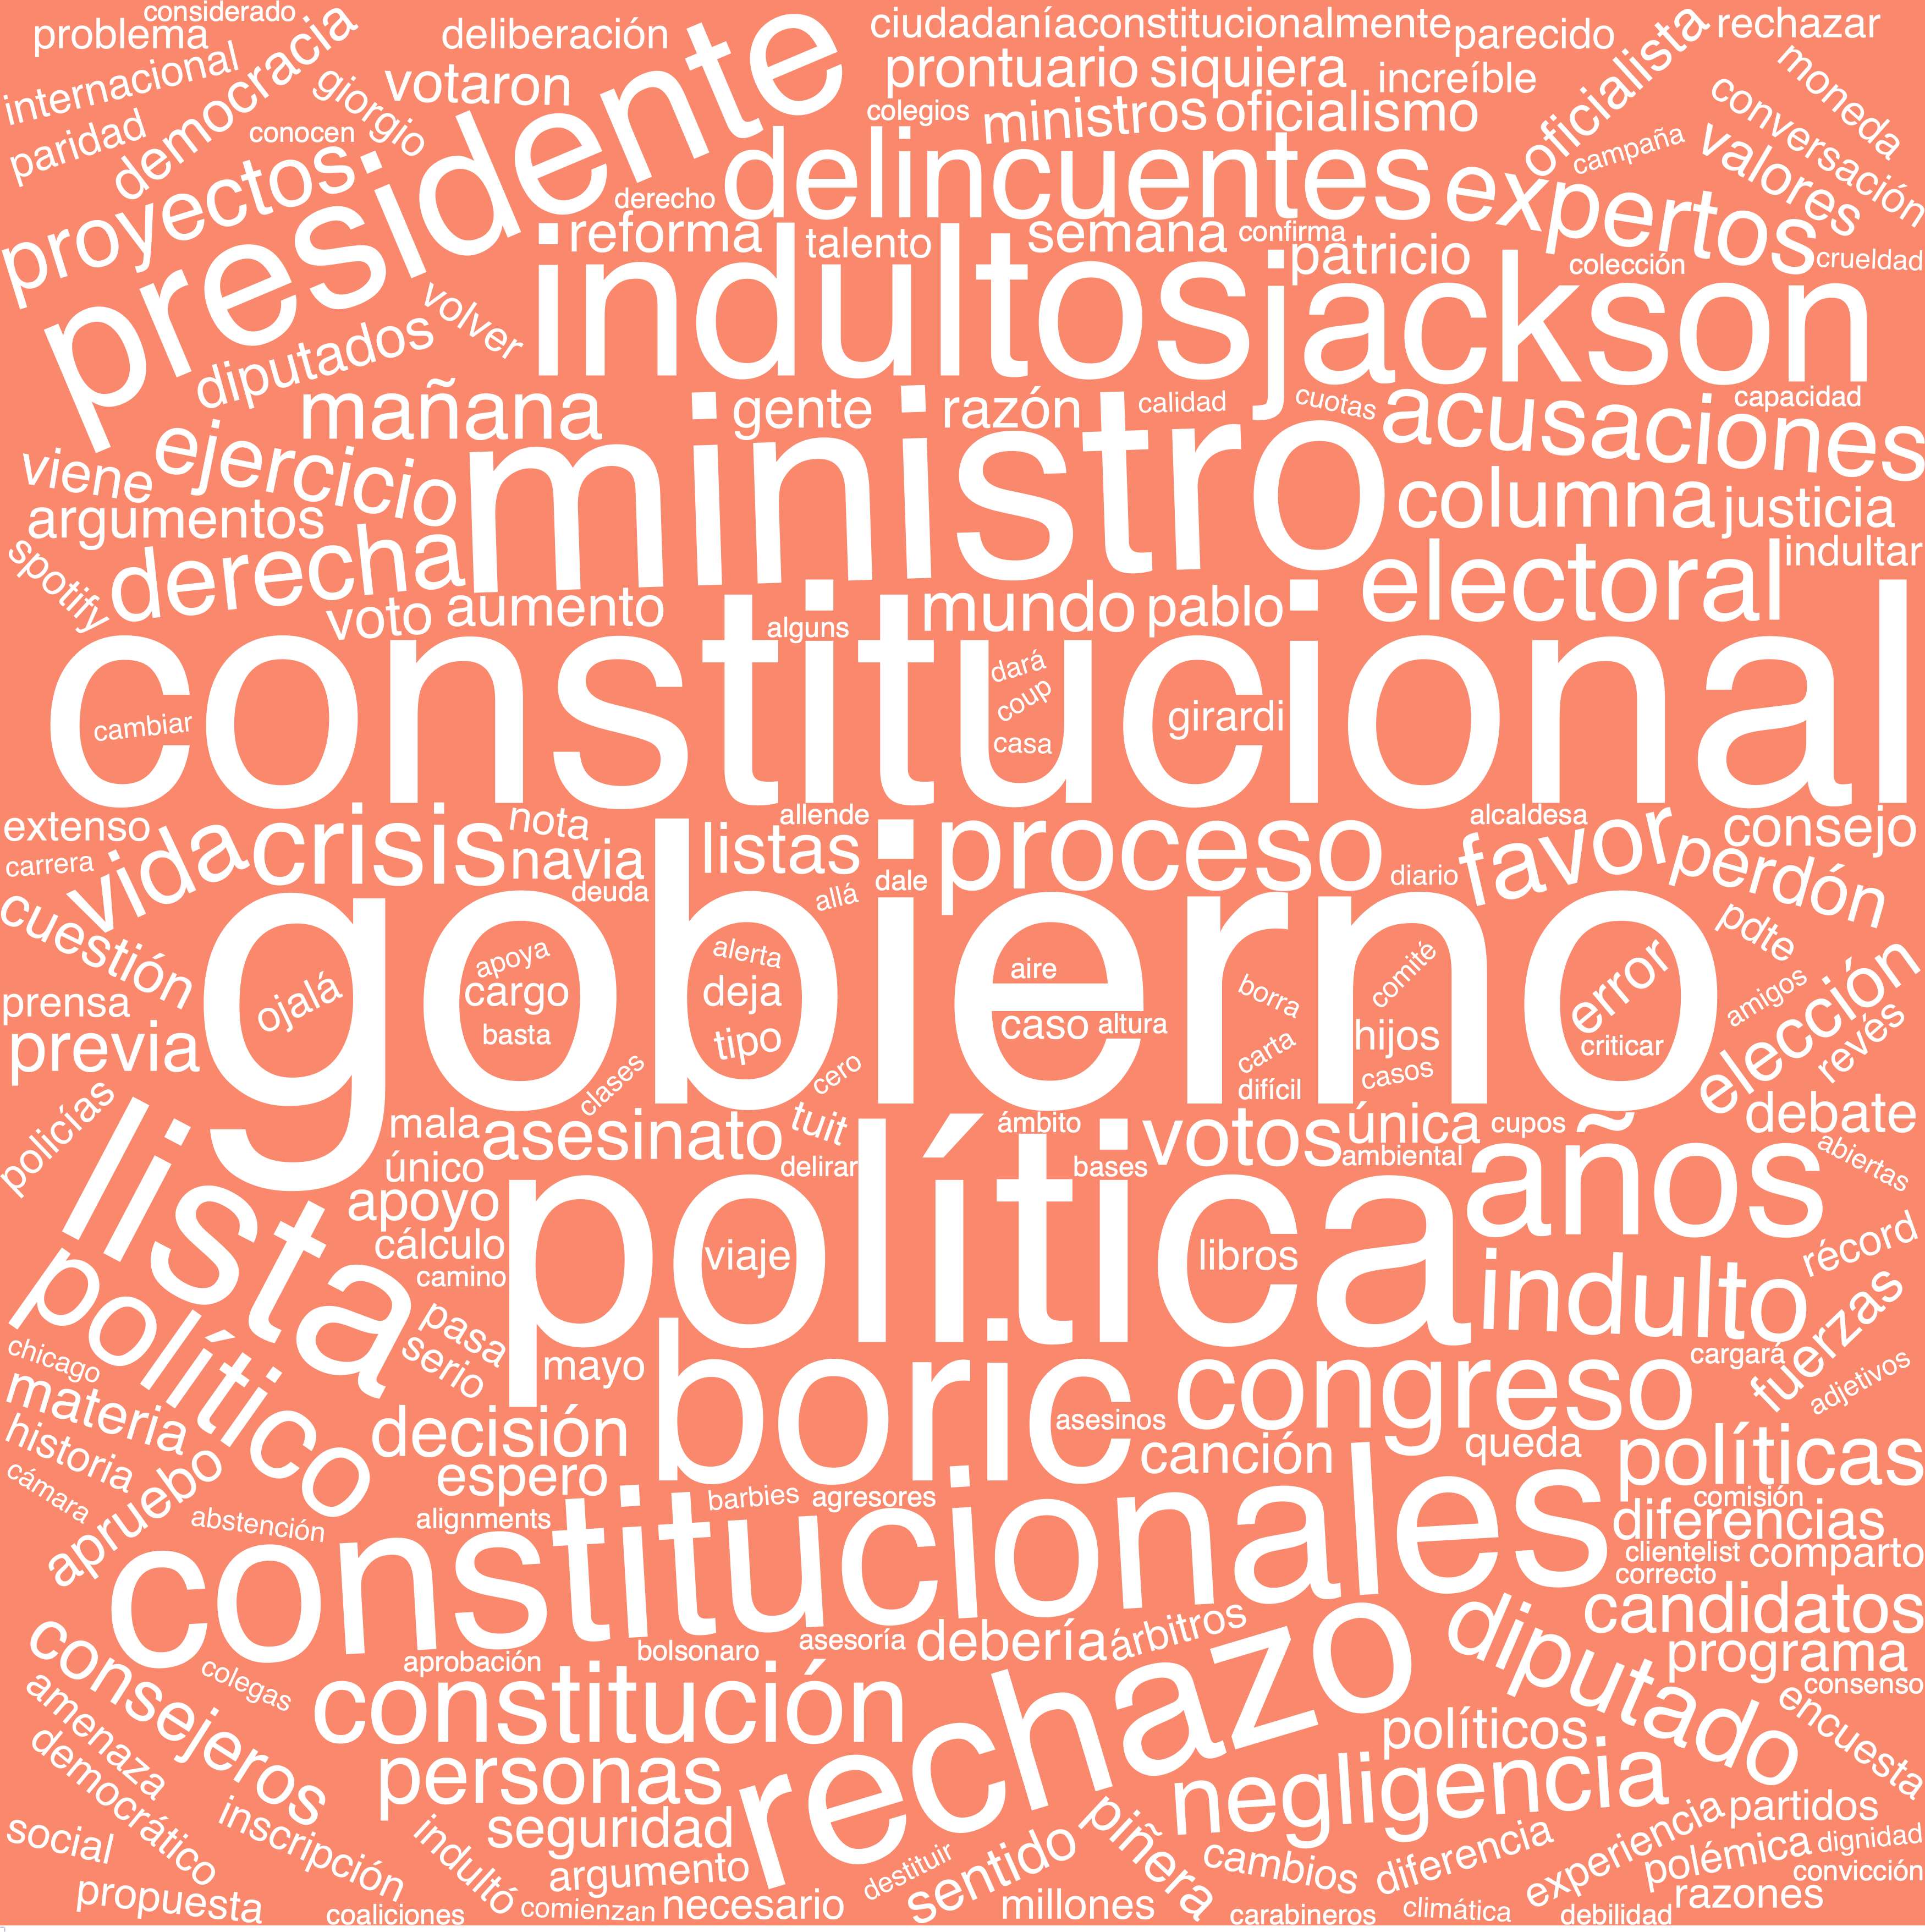 considerado
problema
deliberación
ciudadanía
constitucionalmente
parecido
oficialista
rechazar
internacional
democracia
giorgio
votaron
presidente
prontuario
siquiera
increíble
moneda
conversación
paridad
conocen
colegios
ministros
oficialismo
campaña
valores
proyectos
derecho
delincuentes
expertos
reforma
talento
semana
confirma
patricio
colección
crueldad
volver
diputados
indultos
jackson
mañana
gente
razón
calidad
cuotas
acusaciones
capacidad
viene
ejercicio
ministro
columna
justicia
argumentos
spotify
derecha
electoral
indultar
voto
aumento
alguns
mundo
pablo
constitucional
dará
coup
casa
cambiar
girardi
extenso
carrera
vida
crisis
nota
navia
deuda
listas
allende
allá
dale
proceso
diario
alcaldesa
favor
perdón
consejo
cuestión
gobierno
ojalá
apoya
cargo
basta
alerta
deja
tipo
aire
caso
altura
borra
carta
difícil
comité
hijos
casos
error
criticar
pdte
amigos
elección
revés
prensa
previa
clases
cero
policías
lista
mala
asesinato
tuit
ámbito
votos
única
cupos
debate
único
delirar
bases
ambiental
años
abiertas
apoyo
política
cálculo
camino
viaje
libros
indulto
récord
fuerzas
político
pasa
serio
mayo
boric
asesinos
congreso
cargará
adjetivos
chicago
materia
historia
cámara
apruebo
decisión
espero
canción
queda
políticas
abstención
alignments
barbies
agresores
comisión
diferencias
clientelist
comparto
correcto
constitucionales
candidatos
consejeros
colegas
aprobación
bolsonaro
asesoría
debería
árbitros
diputado
programa
consenso
encuesta
amenaza
democrático
constitución
rechazo
políticos
personas
negligencia
inscripción
indultó
seguridad
piñera
experiencia
partidos
social
argumento
destituir
sentido
cambios
diferencia
polémica
dignidad
convicción
propuesta
coaliciones
comienzan
necesario
millones
carabineros
climática
debilidad
razones